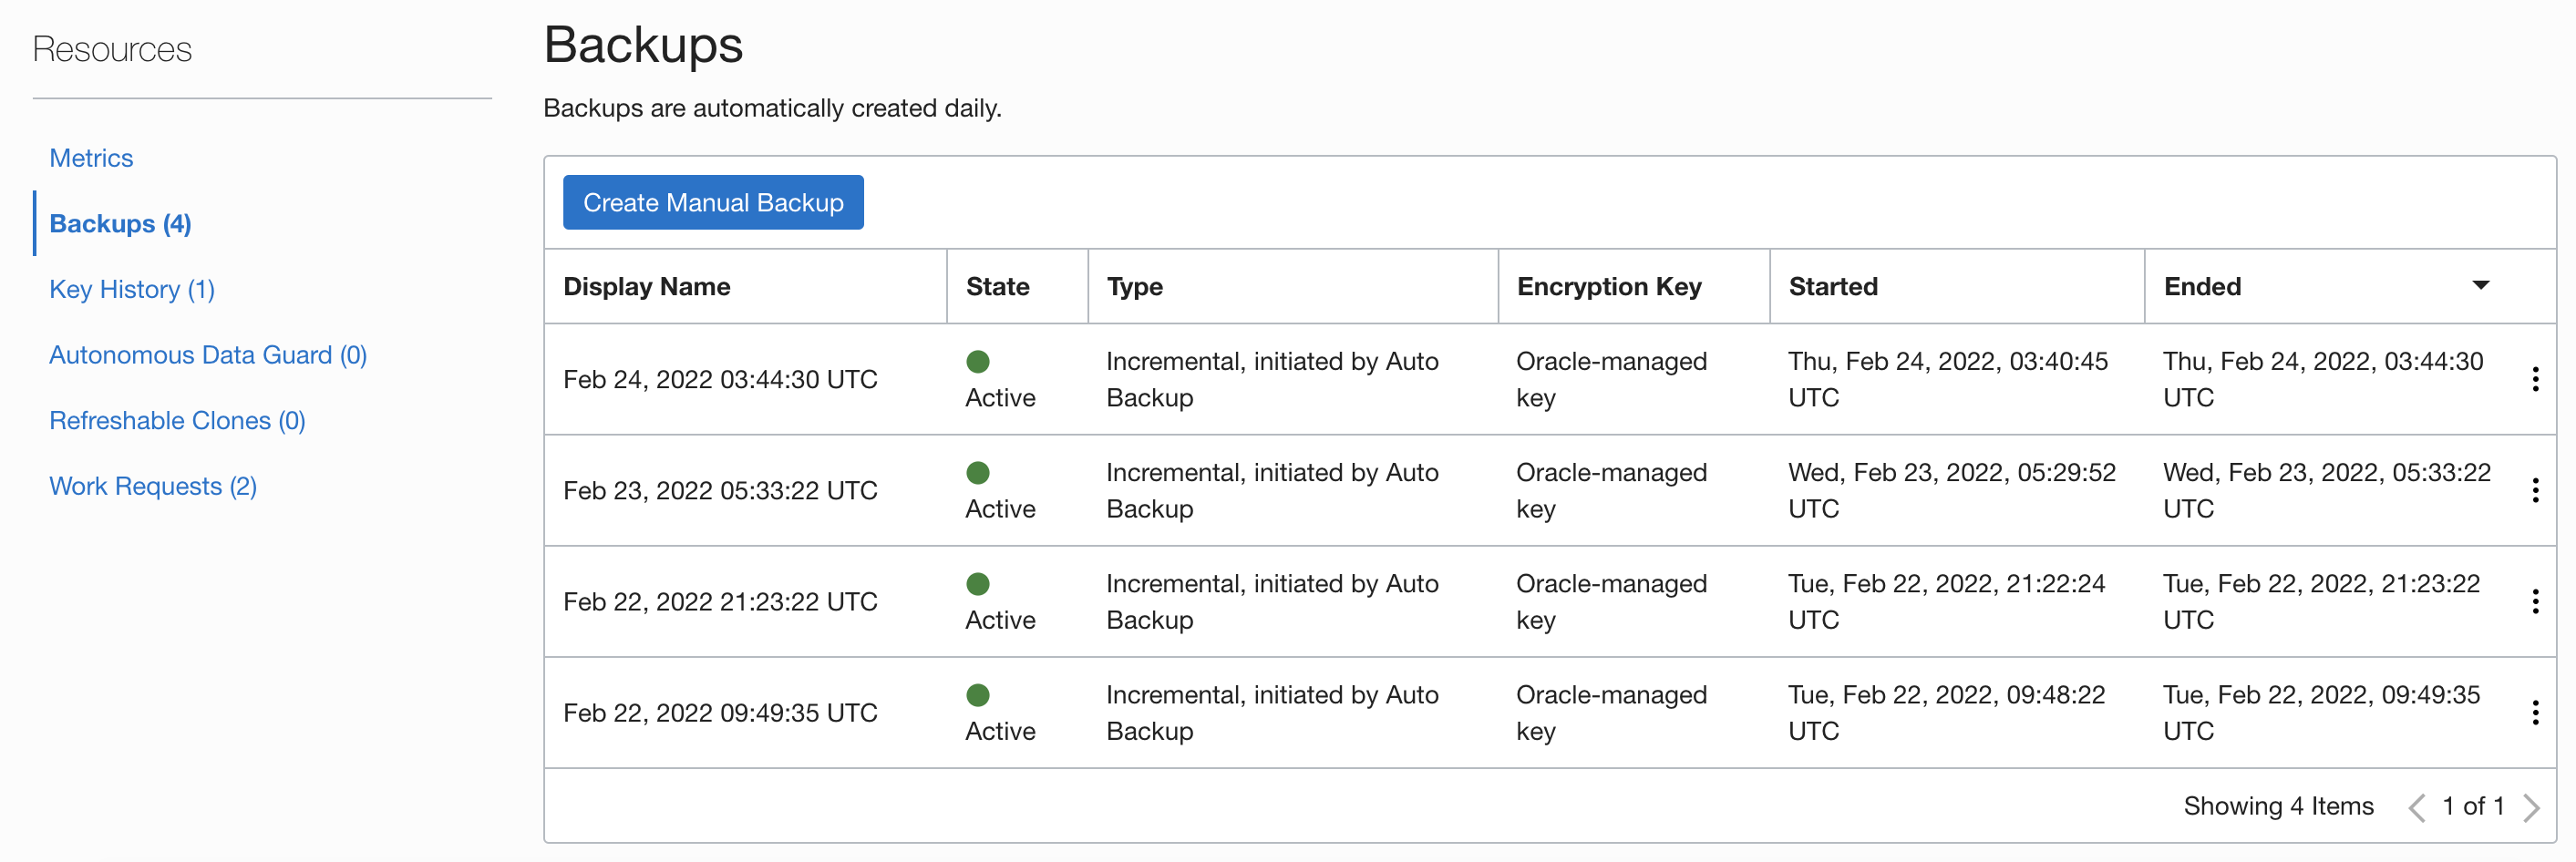 Resources
Metrics
Backups (4)
Key History (1)
Autonomous Data Guard (0)
Refreshable Clones (0)
Work Requests (2)
Backups
Backups are automatically created daily.
Create Manual Backup
Display Name State Type Encryption Key Started Ended
Feb 24, 2022 03:44:30 UTC Active Incremental, initiated by Auto Backup Oracle-managed key Thu, Feb 24, 2022, 03:40:45 UTC Thu, Feb 24, 2022, 03:44:30 UTC
Feb 23, 2022 05:33:22 UTC Active Incremental, initiated by Auto Backup Oracle-managed key Wed, Feb 23, 2022, 05:29:52 UTC Wed, Feb 23, 2022, 05:33:22 UTC
Feb 22, 2022 21:23:22 UTC Active Incremental, initiated by Auto Backup Oracle-managed key Tue, Feb 22, 2022, 21:22:24 UTC Tue, Feb 22, 2022, 21:23:22 UTC
Feb 22, 2022 09:49:35 UTC Active Incremental, initiated by Auto Backup Oracle-managed key Tue, Feb 22, 2022, 09:48:22 UTC Tue, Feb 22, 2022, 09:49:35 UTC
Showing 4 Items 1 of 1